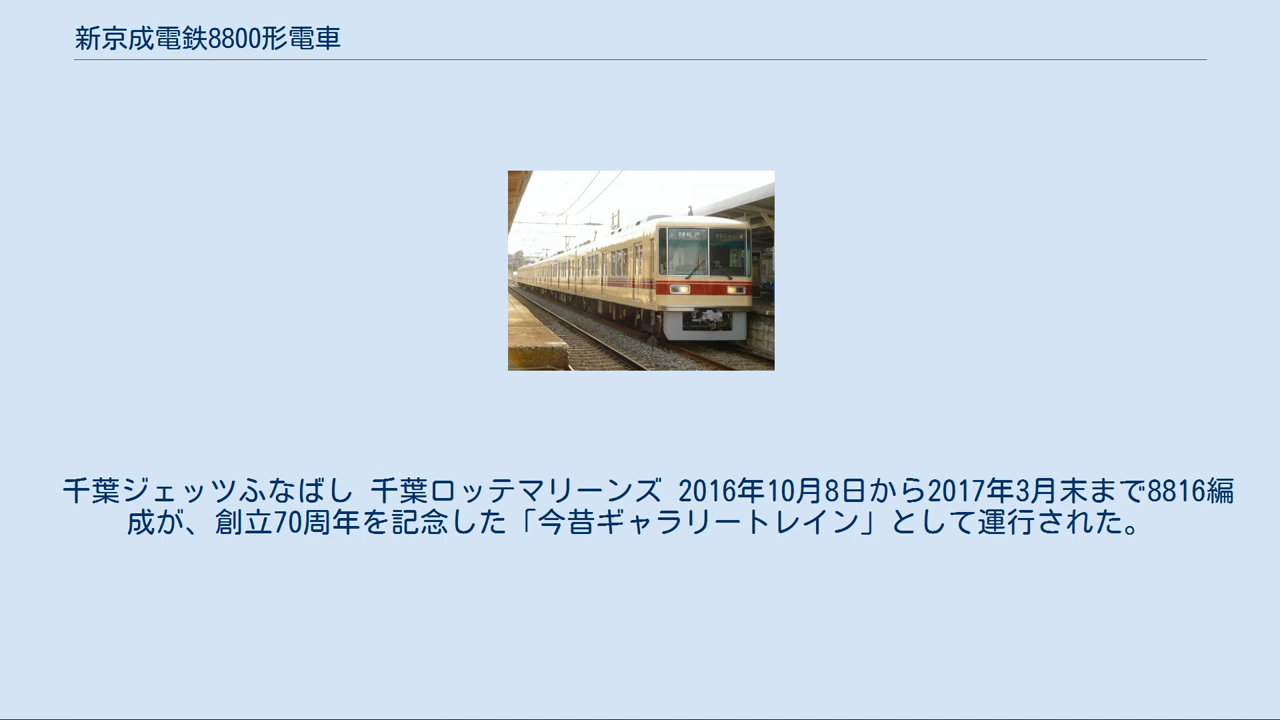 新京成電鉄8800形電車
千葉ジェッツふなばし 千葉ロッテマリーンズ 2016年10月8日から2017年3月末まで8816編
成が、創立70周年を記念した「今昔ギャラリートレイン」として運行された。